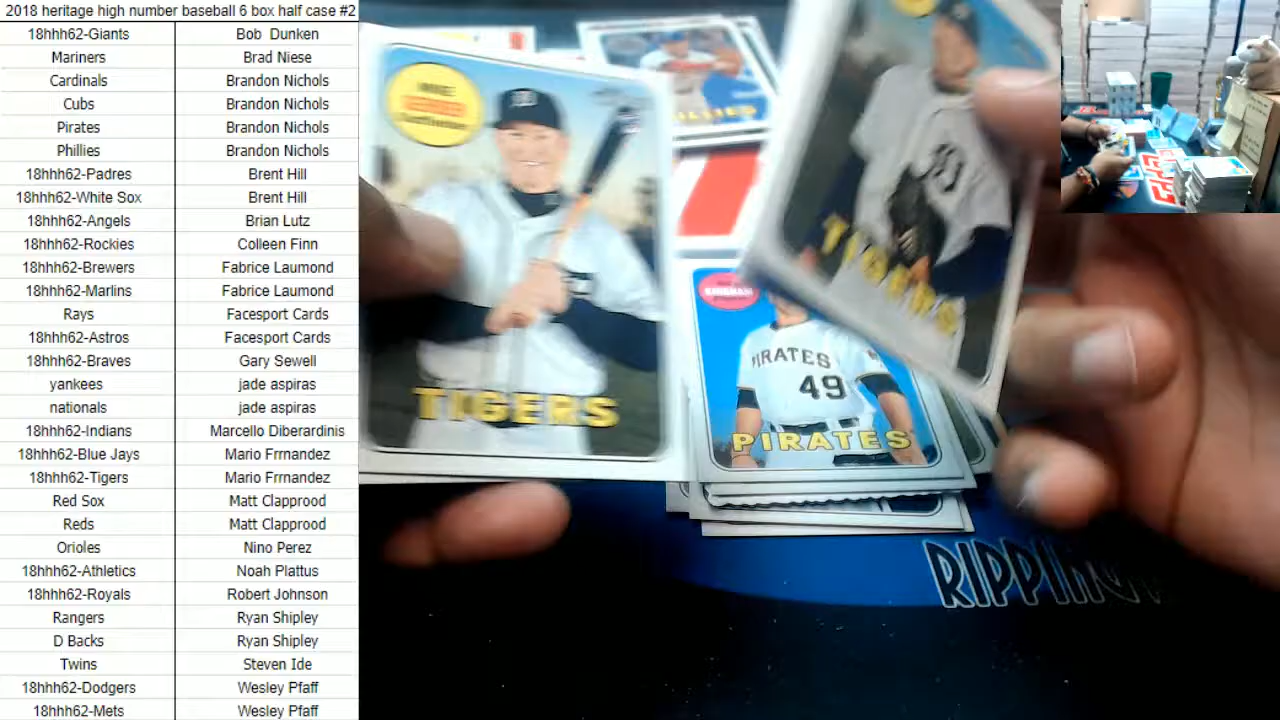 2018 heritage high number baseball 6 box half case #2
18hhh62-Giants Bob Dunken
Mariners Brad Niese
Cardinals Brandon Nichols
Cubs Brandon Nichols
Pirates Brandon Nichols
Phillies Brandon Nichols
18hhh62-Padres Brent Hill
18hhh62-White Sox Brent Hill
18hhh62-Angels Brian Lutz
18hhh62-Rockies Colleen Finn
18hhh62-Brewers Fabrice Laumond
18hhh62-Marlins Fabrice Laumond
Rays Facesport Cards
18hhh62-Astros Facesport Cards
18hhh62-Braves Gary Sewell
yankees jade aspiras
nationals jade aspiras
18hhh62-Indians Marcello Diberardinis
18hhh62-Blue Jays Mario Frrnandez
18hhh62-Tigers Mario Frrnandez
Red Sox Matt Clapprood
Reds Matt Clapprood
Orioles Nino Perez
18hhh62-Athletics Noah Plattus
18hhh62-Royals Robert Johnson
Rangers Ryan Shipley
D Backs Ryan Shipley
Twins Steven Ide
18hhh62-Dodgers Wesley Pfaff
18hhh62-Mets Wesley Pfaff
MIKE
TIGERS
TIGERS
PIRATES
49
PIRATES